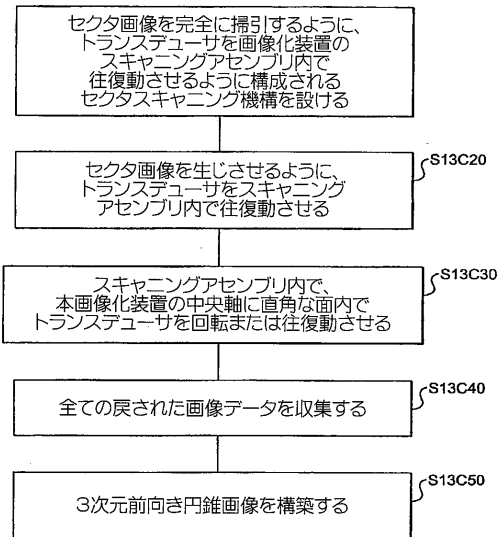 セクタ画像を完全に掃引するように、
トランスデューサを画像化装置の
スキャニングアセンブリ内で
往復動させるように構成される
セクタスキャニング機構を設ける
S13C20
セクタ画像を生じさせるように、
トランスデューサをスキャニング
アセンブリ内で往復動させる
S13C30
スキャニングアセンブリ内で、
本画像化装置の中央軸に直角な面内で
トランスデューサを回転または往復動させる
S13C40
全ての戻された画像データを収集する
S13C50
3次元前向き円錐画像を構築する